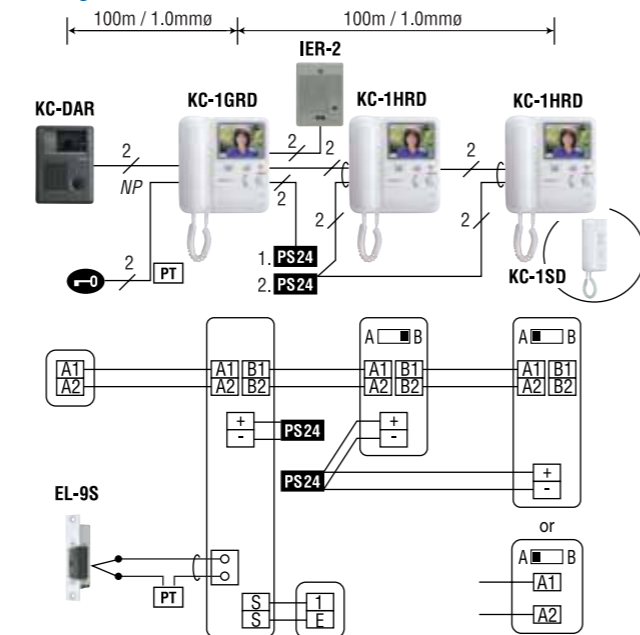 100m / 1.0mmø 100m / 1.0mmø
IER-2
KC-DAR KC-1GRD KC-1HRD KC-1HRD
2 2 2 2
NP 2
2 2
1. PS24
2 PT 2. PS24 KC-1SD
A B A B
A1 A1 B1 A1 B1 A1 B1
A2 A2 B2 A2 B2 A2 B2
+ - PS24 + -
PS24 + -
EL-9S
or
A B
PT A1
S 1
S E A2